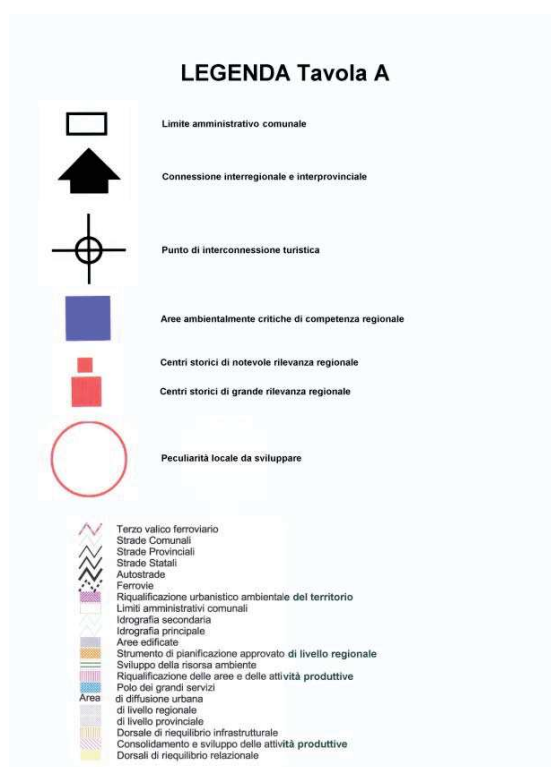 LEGENDA Tavola A
Limite amministrativo comunale
Connessione interregionale e interprovinciale
Punto di interconnessione turistica
Aree ambientalmente critiche di competenza regionale
Centri storici di notevole rilevanza regionale
Centri storici di grande rilevanza regionale
Peculiarità locale da sviluppare
Terzo valico ferroviario
Strade Comunali
Strade Provinciali
Strade Statali
Autostrade
Ferrovie
Riqualificazione urbanistico ambientale del territorio
Limiti amministrativi comunali
Idrografia secondaria
Idrografia principale
Aree edificate
Strumento di pianificazione approvato di livello regionale
Sviluppo della risorsa ambiente
Riqualificazione delle aree e delle attività produttive
Polo dei grandi servizi
Area di diffusione urbana
di livello regionale
di livello provinciale
Dorsale di riequilibrio infrastrutturale
Consolidamento e sviluppo delle attività produttive
Dorsali di riequilibrio relazionale